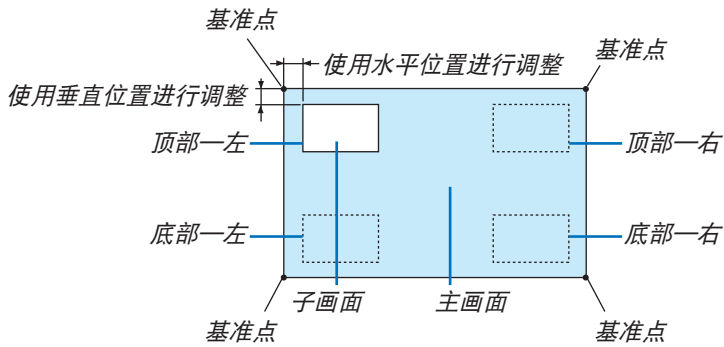 基准点
基准点
使用水平位置进行调整
使用垂直位置进行调整
顶部一左
顶部一右
底部一左
底部一右
子画面
主画面
基准点
基准点